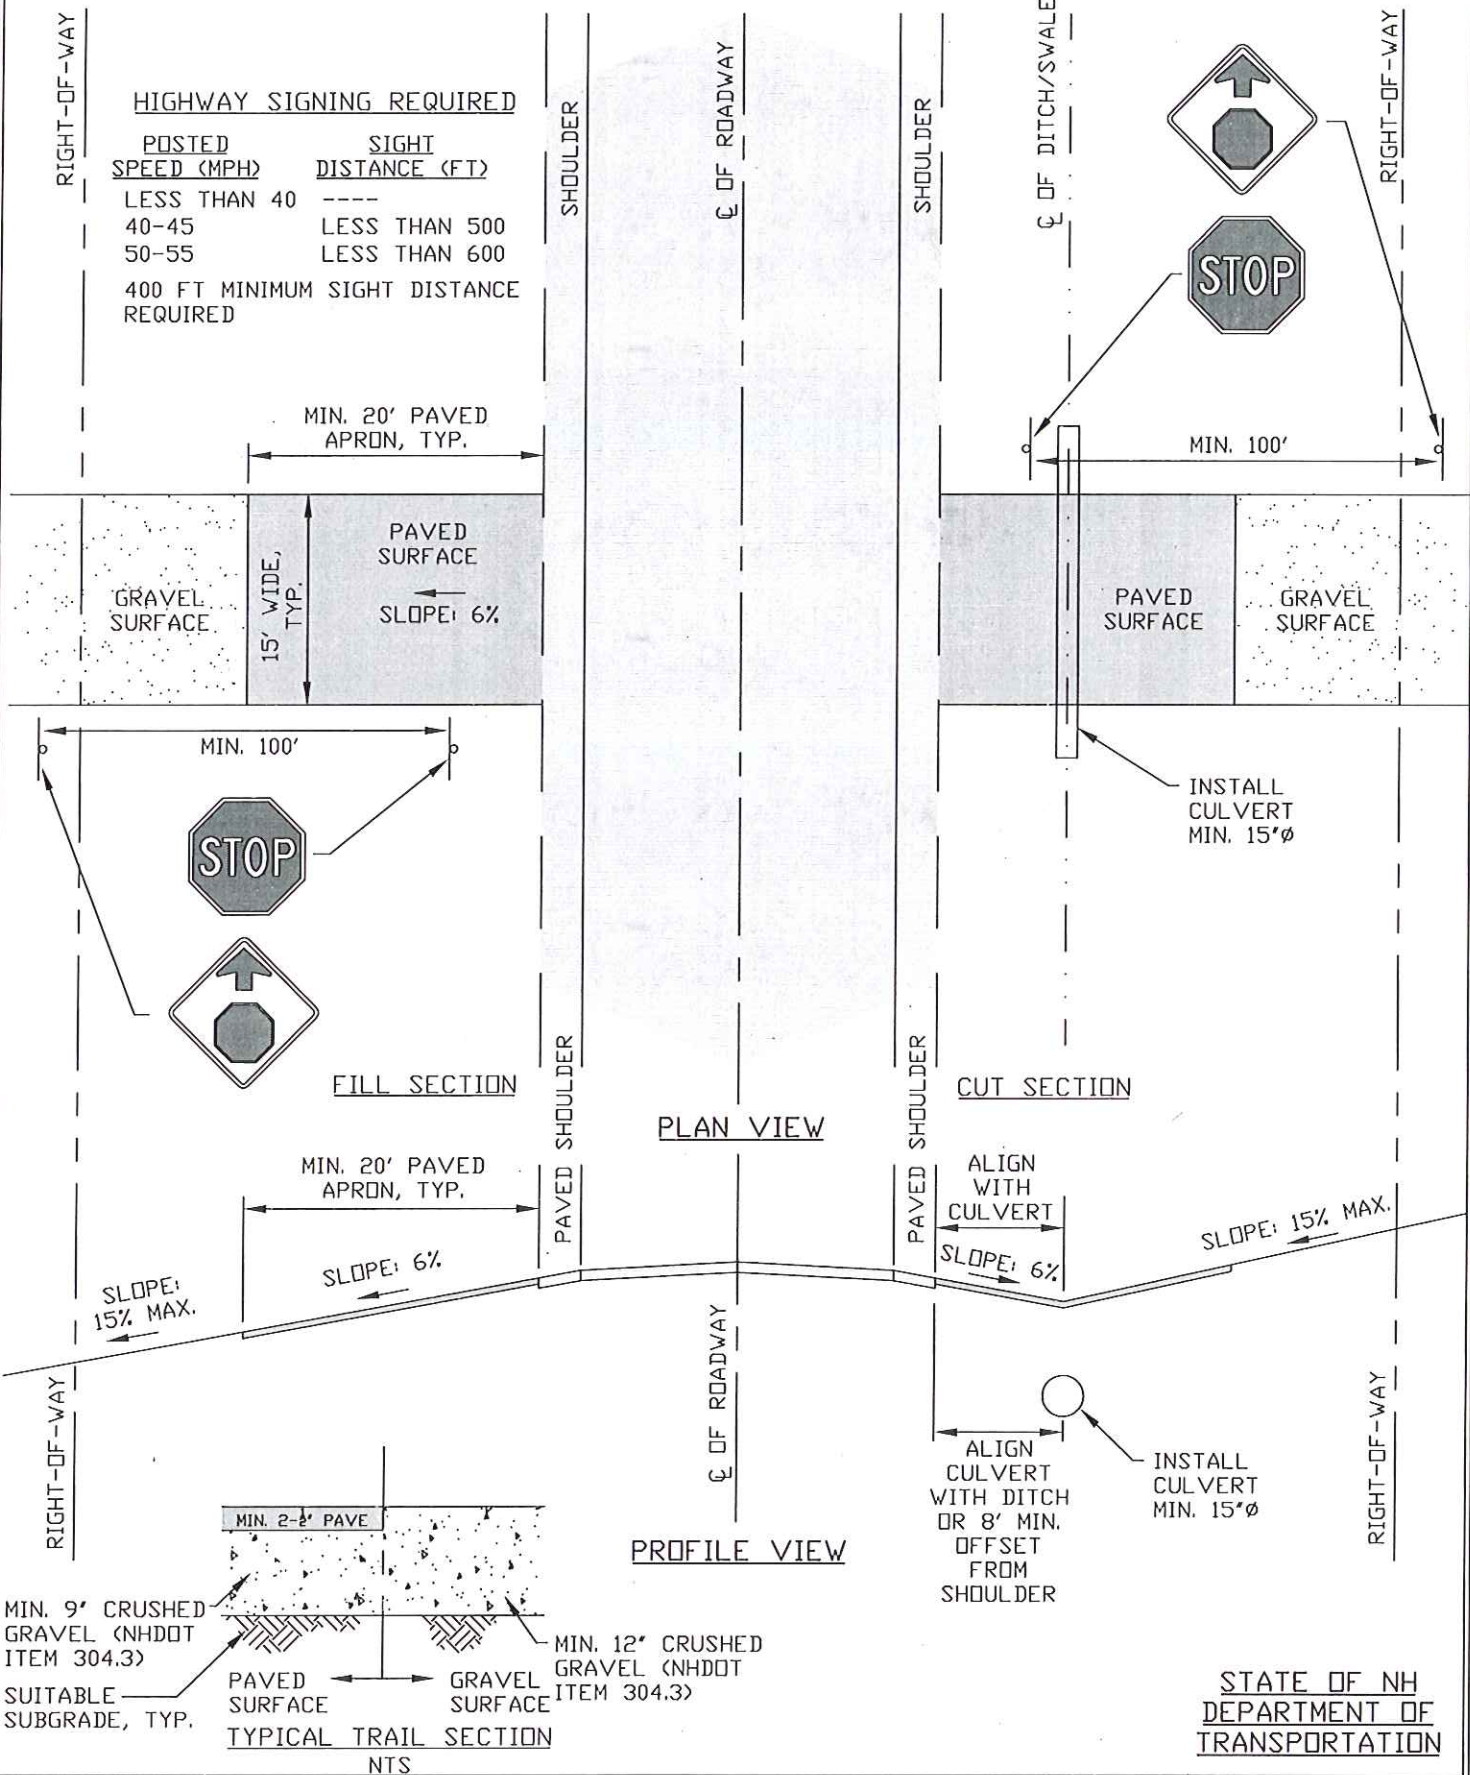 RIGHT-OF-WAY
HIGHWAY SIGNING REQUIRED
POSTED
SPEED (MPH)
SIGHT
DISTANCE (FT)
LESS THAN 40 ----
40-45 LESS THAN 500
50-55 LESS THAN 600
400 FT MINIMUM SIGHT DISTANCE
REQUIRED
SHOULDER
℄ OF ROADWAY
SHOULDER
℄ OF DITCH/SWALE
RIGHT-OF-WAY
STOP
MIN. 20' PAVED
APRON, TYP.
MIN. 100'
GRAVEL
SURFACE
15' WIDE,
TYP.
PAVED
SURFACE
SLOPE: 6%
PAVED
SURFACE
GRAVEL
SURFACE
MIN. 100'
INSTALL
CULVERT
MIN. 15"Ø
STOP
FILL SECTION
PAVED SHOULDER
PLAN VIEW
PAVED SHOULDER
CUT SECTION
MIN. 20' PAVED
APRON, TYP.
ALIGN
WITH
CULVERT
SLOPE:
15% MAX.
SLOPE: 6%
SLOPE: 6%
SLOPE: 15% MAX.
RIGHT-OF-WAY
℄ OF ROADWAY
ALIGN
CULVERT
WITH DITCH
OR 8' MIN.
OFFSET
FROM
SHOULDER
INSTALL
CULVERT
MIN. 15"Ø
RIGHT-OF-WAY
PROFILE VIEW
MIN. 2-2" PAVE
MIN. 9" CRUSHED
GRAVEL (NHDOT
ITEM 304.3)
SUITABLE
SUBGRADE, TYP.
PAVED
SURFACE
GRAVEL
SURFACE
MIN. 12" CRUSHED
GRAVEL (NHDOT
ITEM 304.3)
TYPICAL TRAIL SECTION
NTS
STATE OF NH
DEPARTMENT OF
TRANSPORTATION